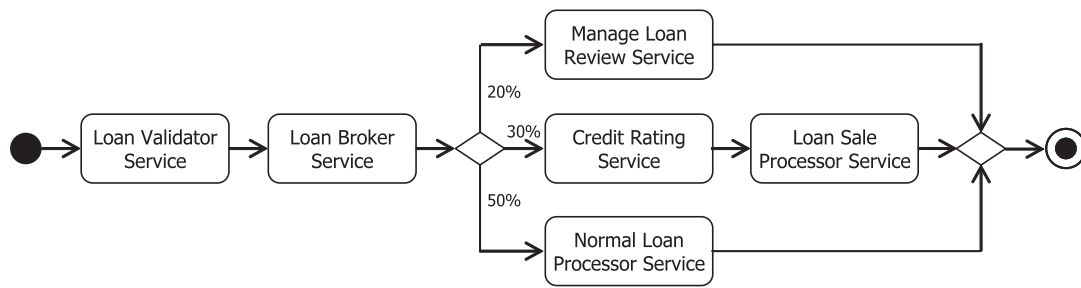 Loan Validator
Service
Loan Broker
Service
20%
30%
50%
Manage Loan
Review Service
Credit Rating
Service
Loan Sale
Processor Service
Normal Loan
Processor Service